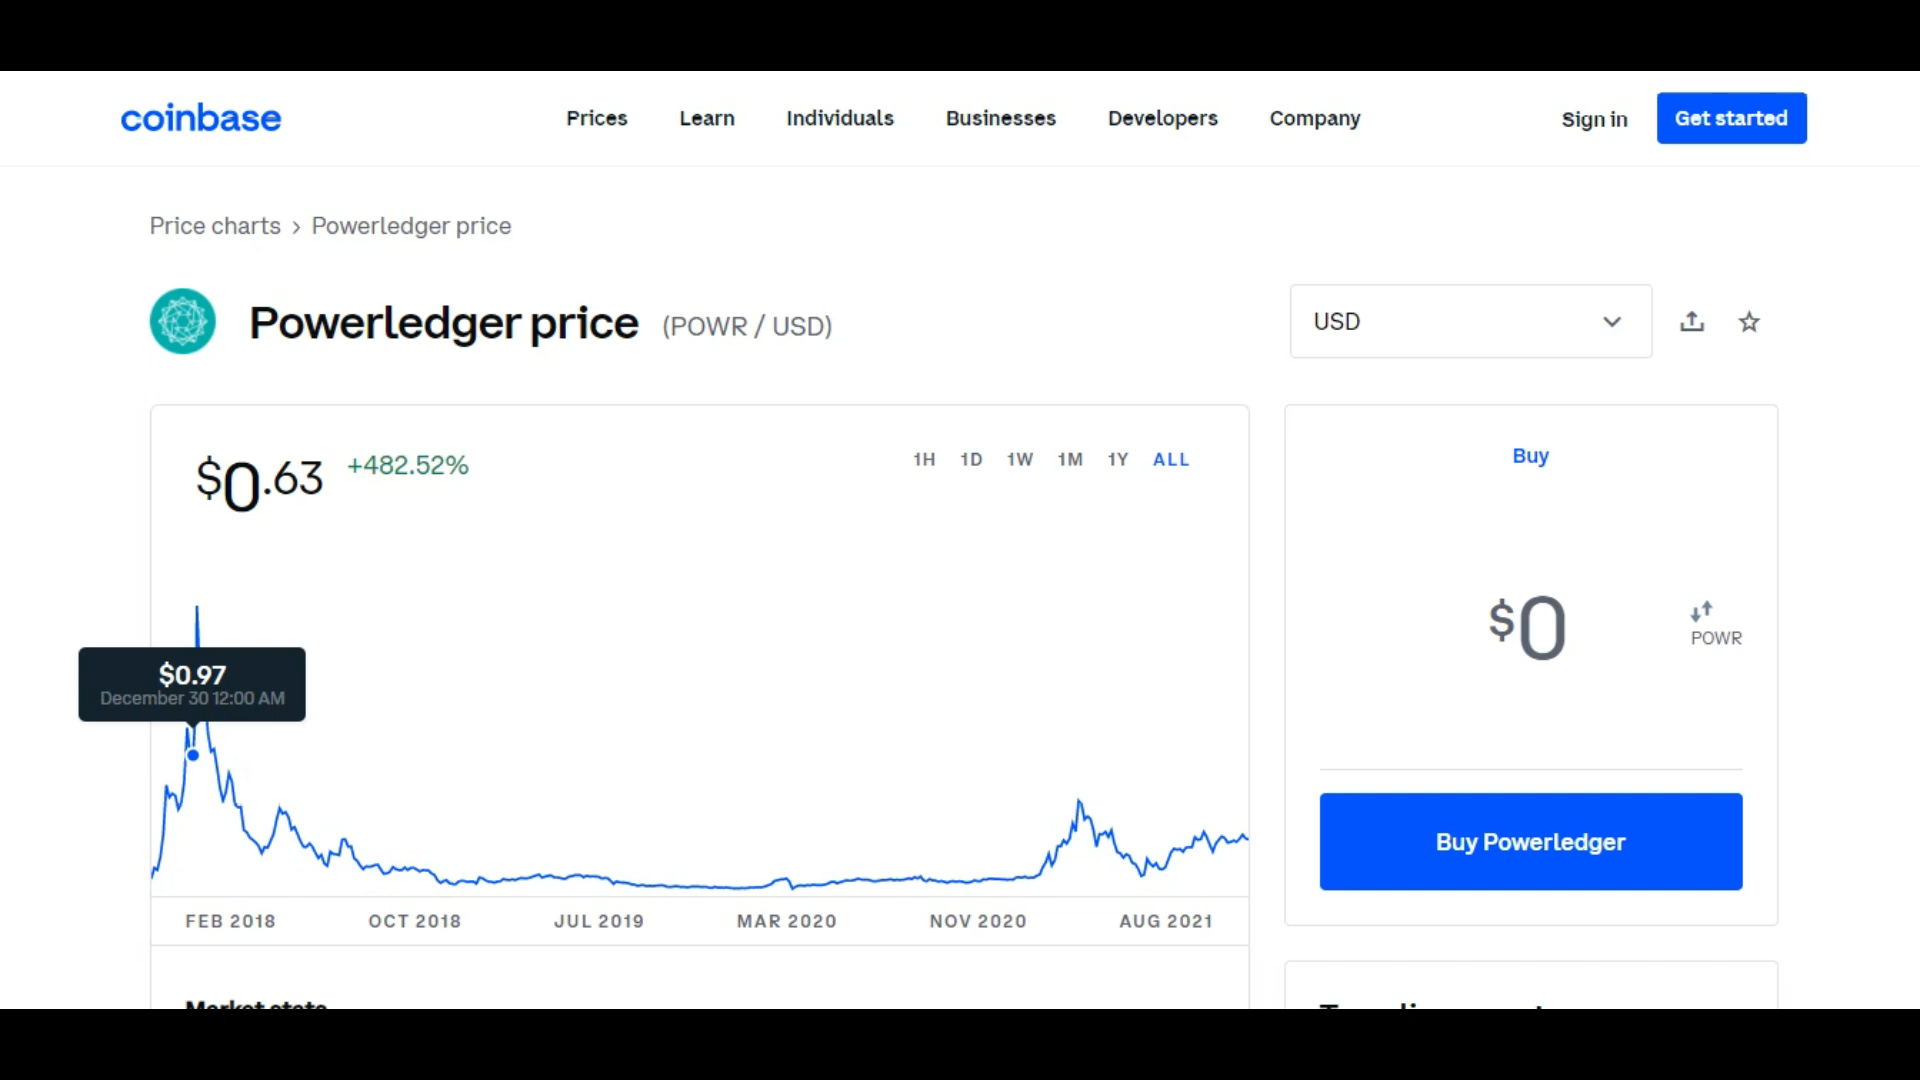 coinbase
Prices Learn Individuals Businesses Developers Company
Sign in Get started
Price charts > Powerledger price
Powerledger price (POWR / USD)
USD
$0.63 +482.52%
1H 1D 1W 1M 1Y ALL
Buy
$0
POWR
$0.97
December 30 12:00 AM
Buy Powerledger
FEB 2018 OCT 2018 JUL 2019 MAR 2020 NOV 2020 AUG 2021
Market stats